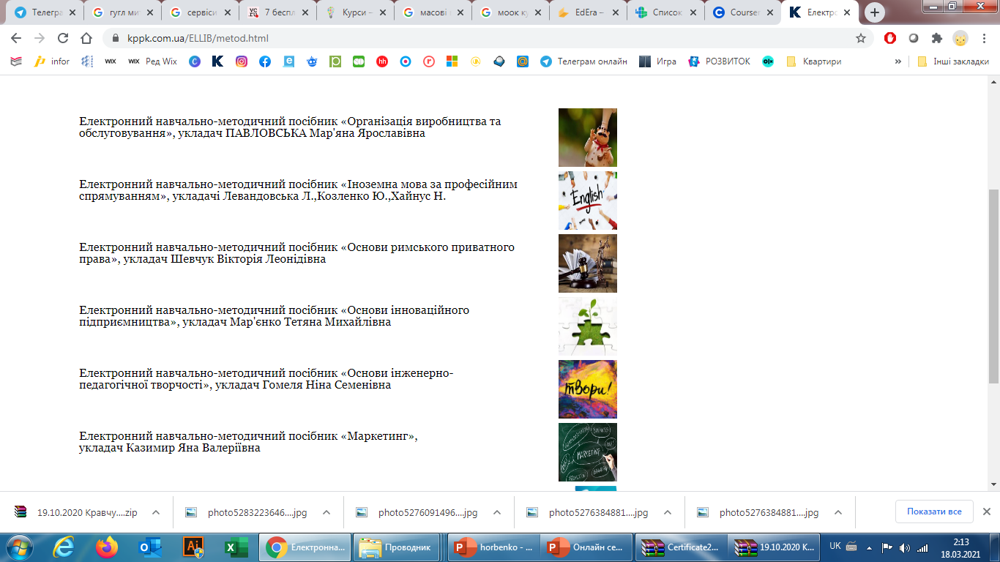 Телегра
гугл ми
сервіси
7 беспл
Курси –
масові
моок ку
EdEra –
Список
Courser
Електро
kppk.com.ua/ELLIB/metod.html
infor
WIX
WIX Ред Wix
Телеграм онлайн
Игра
РОЗВИТОК
Квартири
»
Інші закладки
Електронний навчально-методичний посібник «Організація виробництва та
обслуговування», укладач ПАВЛОВСЬКА Мар'яна Ярославівна
Електронний навчально-методичний посібник «Іноземна мова за професійним
English
спрямуванням», укладачі Левандовська Л.,Козленко Ю.,Хайнус Н.
Електронний навчально-методичний посібник «Основи римського приватного
права», укладач Шевчук Вікторія Леонідівна
Електронний навчально-методичний посібник «Основи інноваційного
підприємництва», укладач Мар'єнко Тетяна Михайлівна
Електронний навчально-методичний посібник «Основи інженерно-
педагогічної творчості», укладач Гомеля Ніна Семенівна
твори!
Електронний навчально-методичний посібник «Маркетинг»,
укладач Казимир Яна Валеріївна
MARKETING
19.10.2020 Кравчу....zip
photo5283223646....jpg
photo5276091496....jpg
photo5276384881....jpg
photo5276384881....jpg
Показати все
Електронна...
Проводник
horbenko - ...
Онлайн се...
Certificate2...
19.10.2020 К...
UK
2:13
18.03.2021